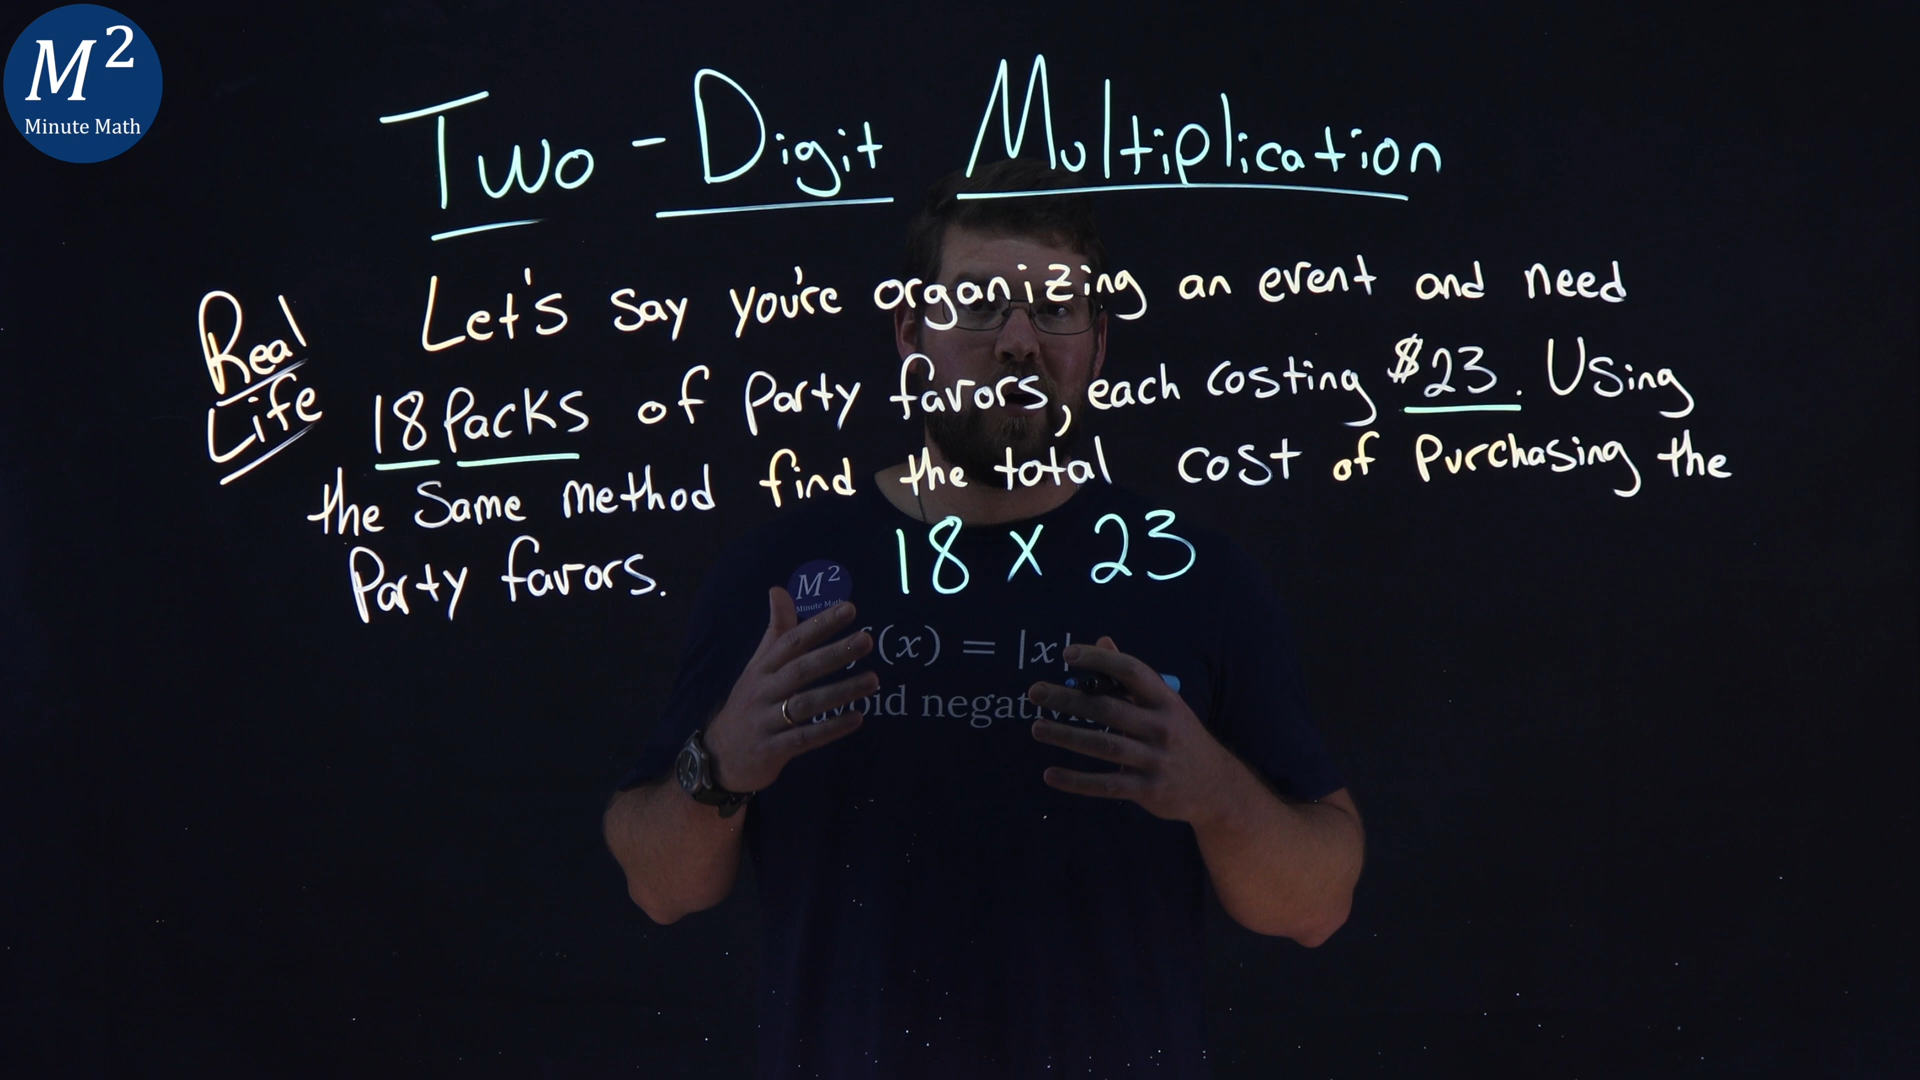 M²
Minute Math
Two-Digit Multiplication
Real
Life
Let's say you're organizing an event and need
18 Packs of Party favors, each costing $23. Using
the same method find the total cost of Purchasing the
Party favors.
18 x 23
M²
Minute Math
(x) = |x|
avoid negativity